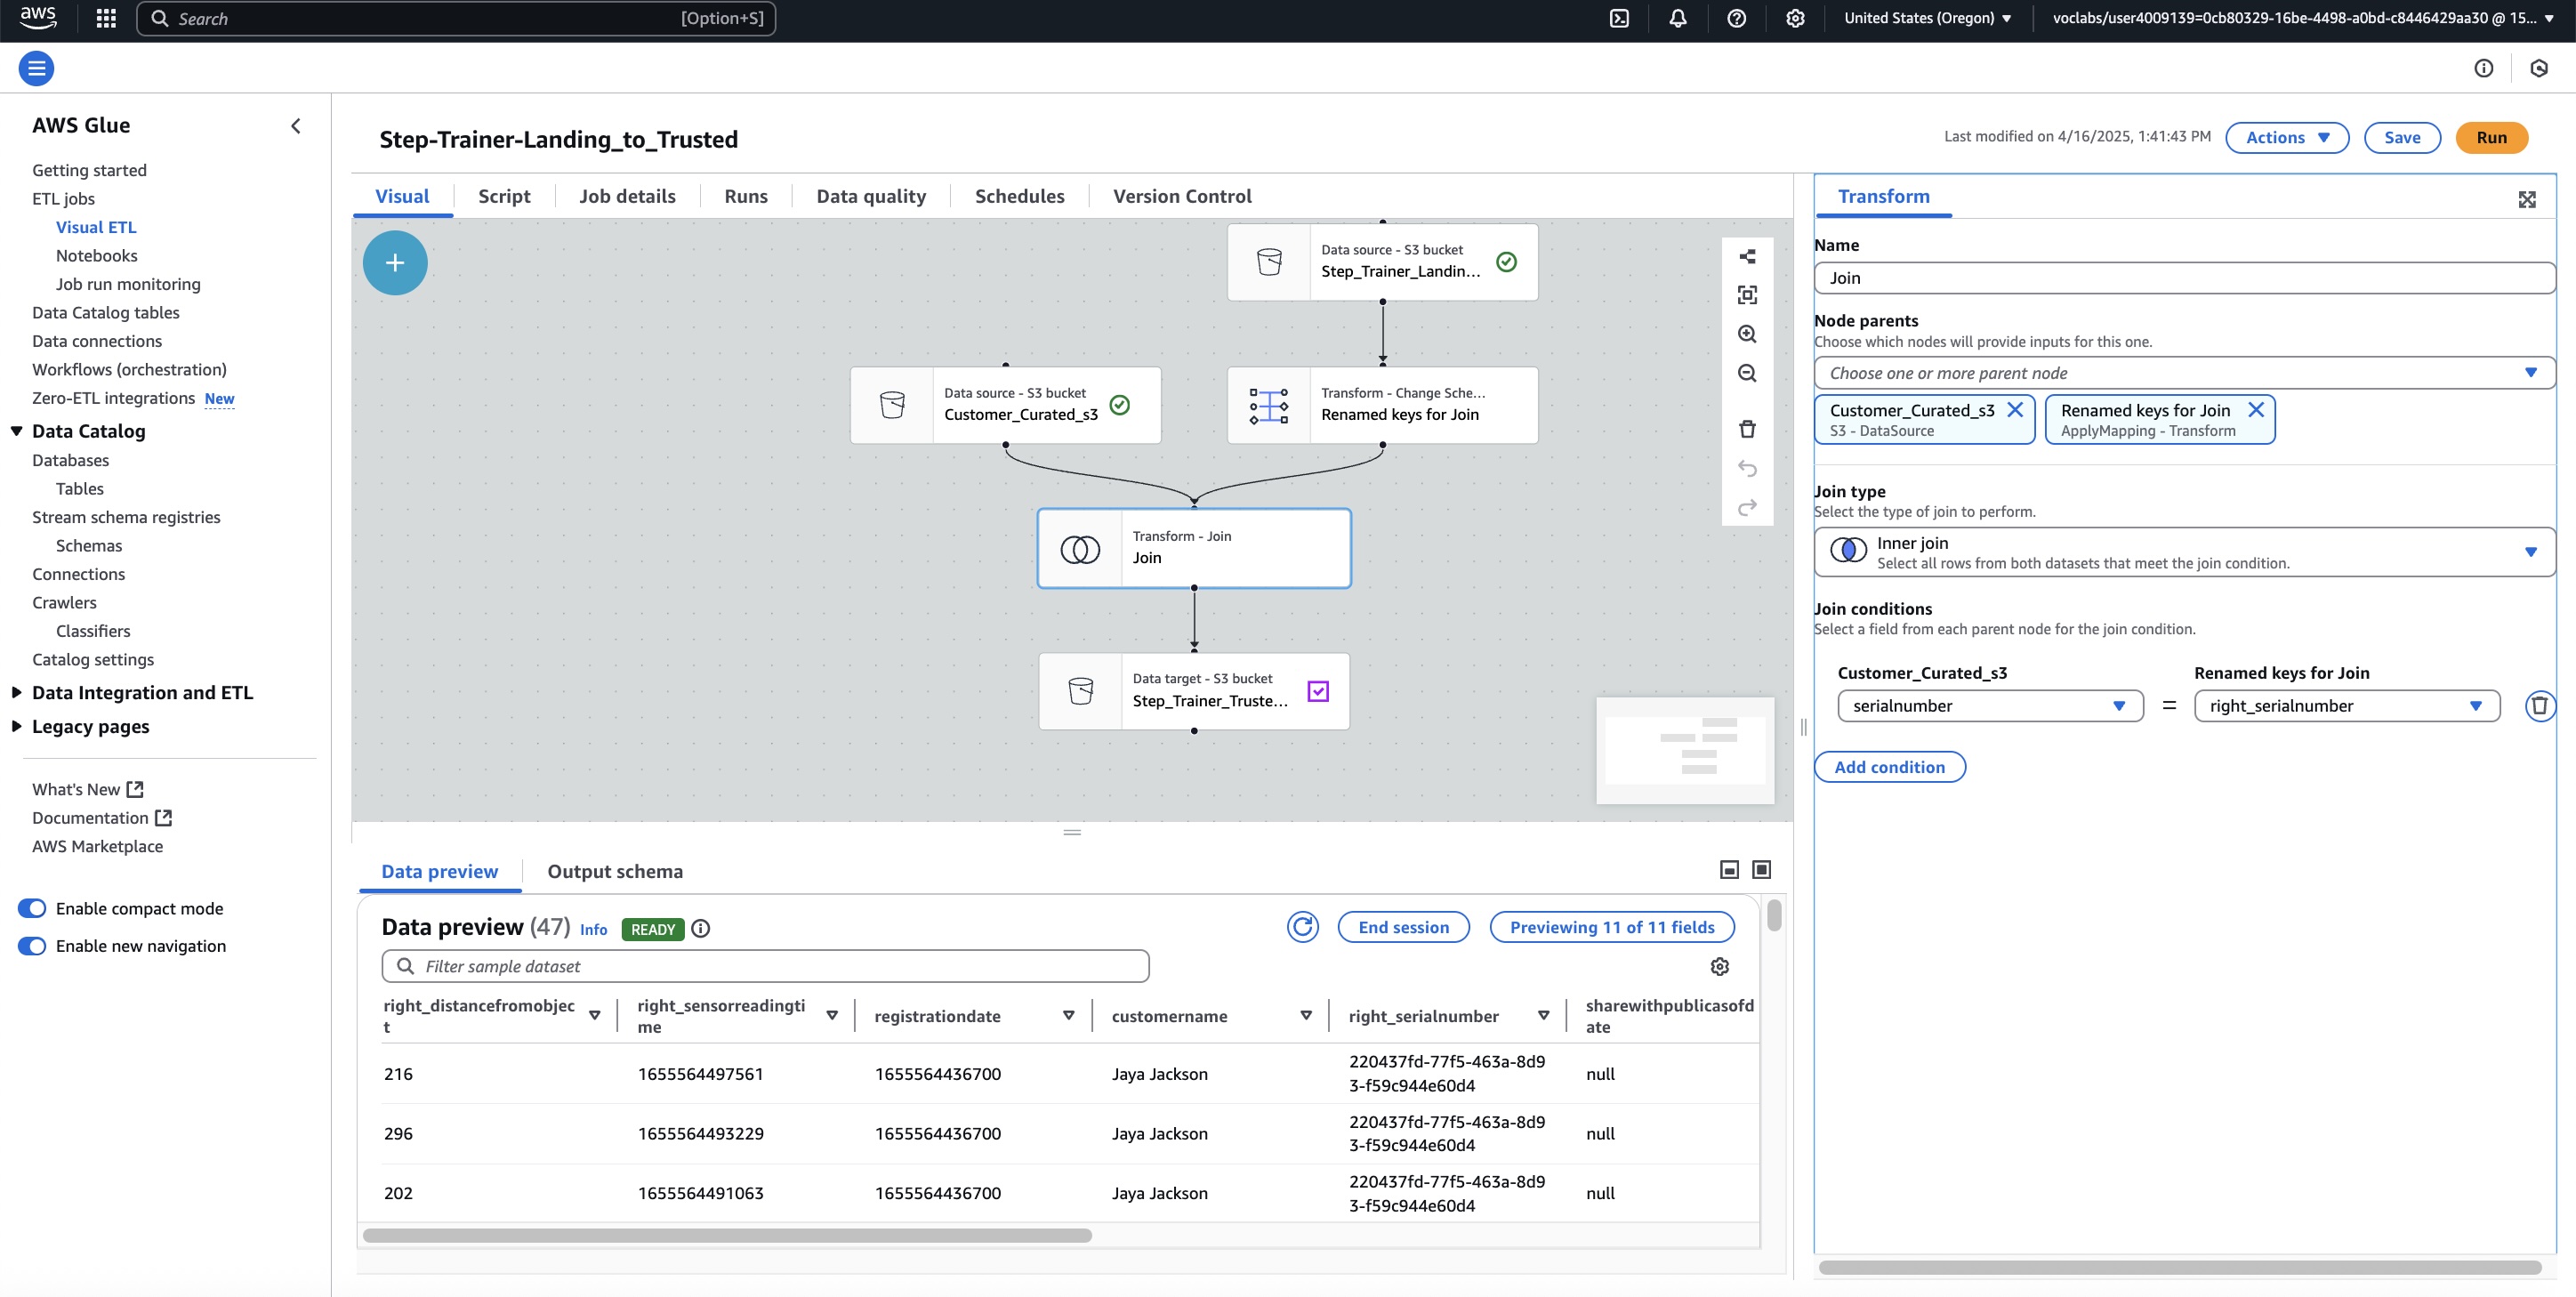 aws
Search
[Option+S]
United States (Oregon)
voclabs/user4009139=0cb80329-16be-4498-a0bd-c8446429aa30 @ 15...
AWS Glue
Getting started
ETL jobs
Visual ETL
Notebooks
Job run monitoring
Data Catalog tables
Data connections
Workflows (orchestration)
Zero-ETL integrations New
Data Catalog
Databases
Tables
Stream schema registries
Schemas
Connections
Crawlers
Classifiers
Catalog settings
Data Integration and ETL
Legacy pages
What's New
Documentation
AWS Marketplace
Enable compact mode
Enable new navigation
Step-Trainer-Landing_to_Trusted
Last modified on 4/16/2025, 1:41:43 PM
Actions
Save
Run
Visual
Script
Job details
Runs
Data quality
Schedules
Version Control
Data source - S3 bucket
Step_Trainer_Landin...
Data source - S3 bucket
Customer_Curated_s3
Transform - Change Sche...
Renamed keys for Join
Transform - Join
Join
Data target - S3 bucket
Step_Trainer_Truste...
Data preview
Output schema
Data preview (47) Info READY
End session
Previewing 11 of 11 fields
Filter sample dataset
right_distancefromobjec
t
right_sensorreadingti
me
registrationdate
customername
right_serialnumber
sharewithpublicasofd
ate
216
1655564497561
1655564436700
Jaya Jackson
220437fd-77f5-463a-8d9
3-f59c944e60d4
null
296
1655564493229
1655564436700
Jaya Jackson
220437fd-77f5-463a-8d9
3-f59c944e60d4
null
202
1655564491063
1655564436700
Jaya Jackson
220437fd-77f5-463a-8d9
3-f59c944e60d4
null
Transform
Name
Join
Node parents
Choose which nodes will provide inputs for this one.
Choose one or more parent node
Customer_Curated_s3
S3 - DataSource
Renamed keys for Join
ApplyMapping - Transform
Join type
Select the type of join to perform.
Inner join
Select all rows from both datasets that meet the join condition.
Join conditions
Select a field from each parent node for the join condition.
Customer_Curated_s3
Renamed keys for Join
serialnumber
=
right_serialnumber
Add condition